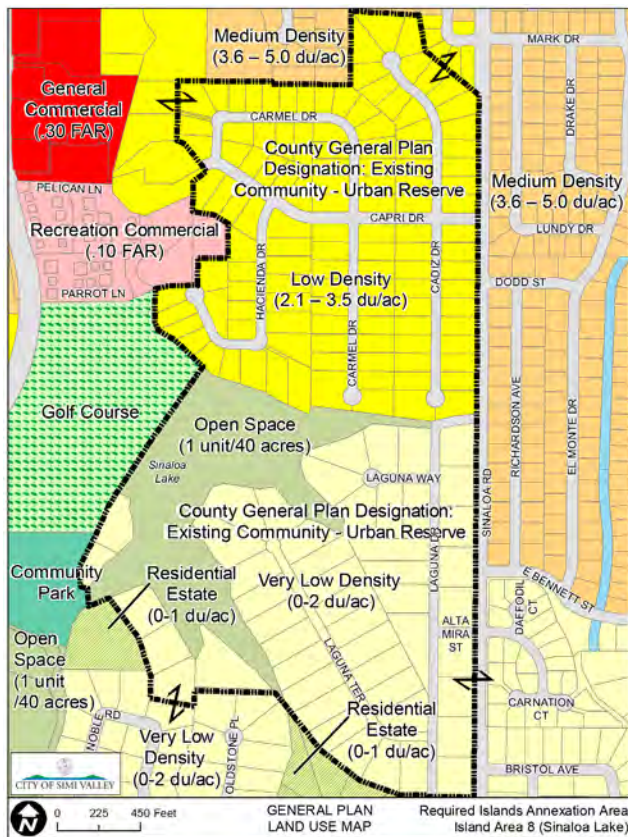 Medium Density
(3.6 – 5.0 du/ac)
MARK DR
General
Commercial
(.30 FAR)
CARMEL DR
DRAKE DR
County General Plan
Designation: Existing
Community - Urban Reserve
Medium Density
(3.6 – 5.0 du/ac)
PELICAN LN
Recreation Commercial
(.10 FAR)
CAPRI DR
LUNDY DR
HACIENDA DR
CADIZ DR
Low Density
(2.1 – 3.5 du/ac)
DODD ST
PARROT LN
CARMEL DR
RICHARDSON AVE
EL MONTE DR
Golf Course
Open Space
(1 unit/40 acres)
Sinaloa
Lake
LAGUNA WAY
SINALOA RD
County General Plan Designation:
Existing Community - Urban Reserve
LAGUNA DR
Community
Park
Residential
Estate
(0-1 du/ac)
Very Low Density
(0-2 du/ac)
E BENNETT ST
DAFFODIL
CT
ALTA
MIRA
ST
Open
Space
(1 unit
/40 acres)
LAGUNA TER
CARNATION
CT
NOBLE RD
OLDSTONE PL
Very Low
Density
(0-2 du/ac)
Residential
Estate
(0-1 du/ac)
BRISTOL AVE
CITY OF SIMI VALLEY
N
0 225 450 Feet
GENERAL PLAN
LAND USE MAP
Required Islands Annexation Area
Island Area 8 (Sinaloa Lake)